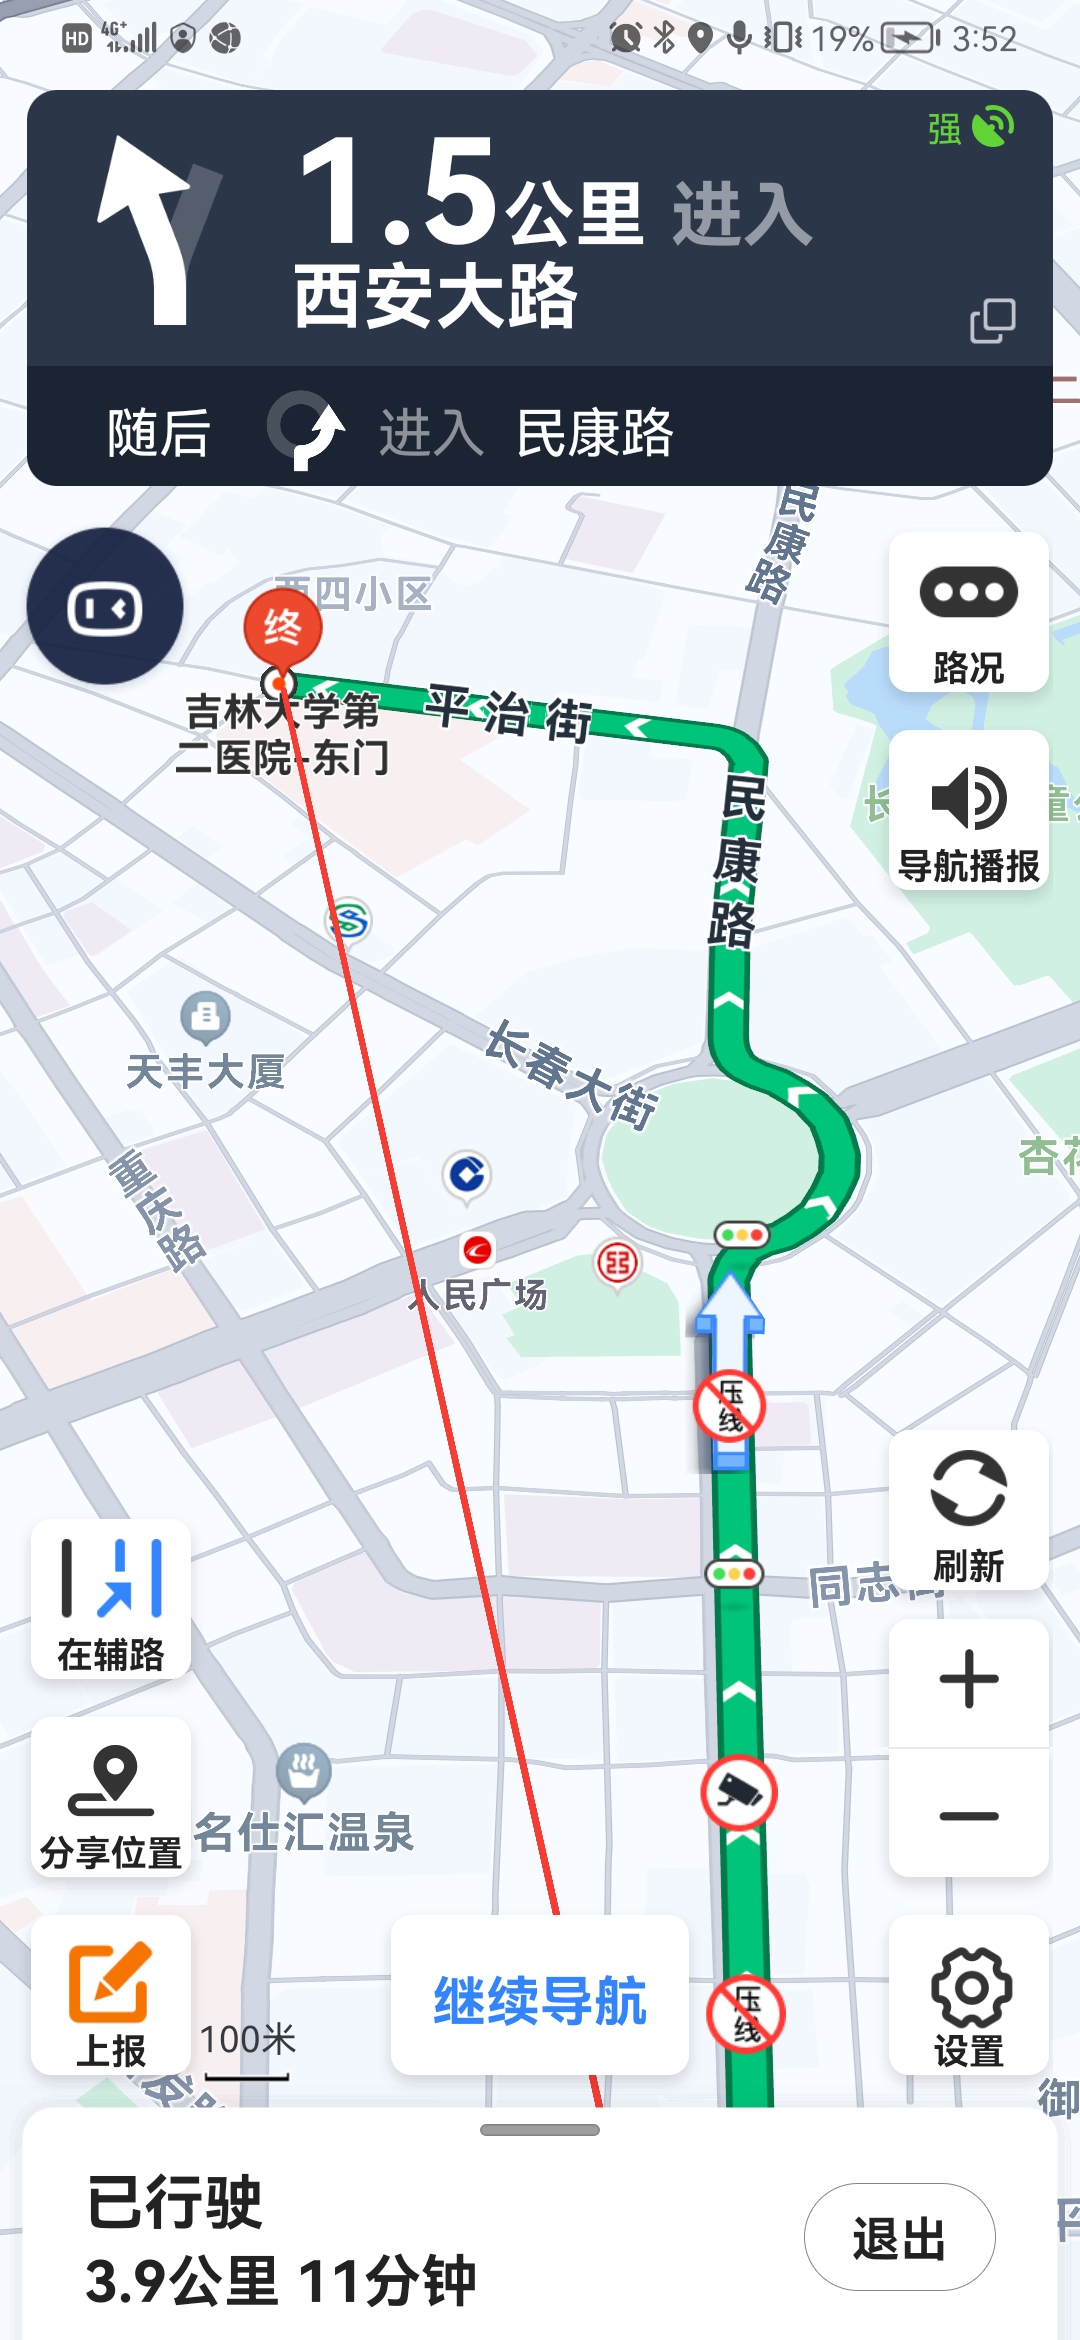 HD 4G+ 19% 3:52
强
1.5公里 进入
西安大路
随后 进入 民康路
民康路
西四小区
终
路况
吉林大学第
二医院-东门
平治街
导航播报
民康路
天丰大厦
长春大街
重庆路
人民广场
压线
刷新
同志街
在辅路
分享位置
名仕汇温泉
上报
100米
继续导航
压线
设置
已行驶
3.9公里 11分钟
退出